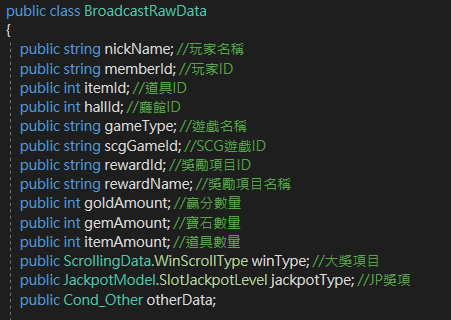 public class BroadcastRawData
{
public string nickName; //玩家名稱
public string memberId; //玩家ID
public int itemId; //道具ID
public int hallId; //廳館ID
public string gameType; //遊戲名稱
public string scgGameId; //SCG遊戲ID
public string rewardId; //獎勵項目ID
public string rewardName; //獎勵項目名稱
public int goldAmount; //贏分數量
public int gemAmount; //寶石數量
public int itemAmount; //道具數量
public ScrollingData.WinScrollType winType; //大獎項目
public JackpotModel.SlotJackpotLevel jackpotType; //JP獎項
public Cond_Other otherData;